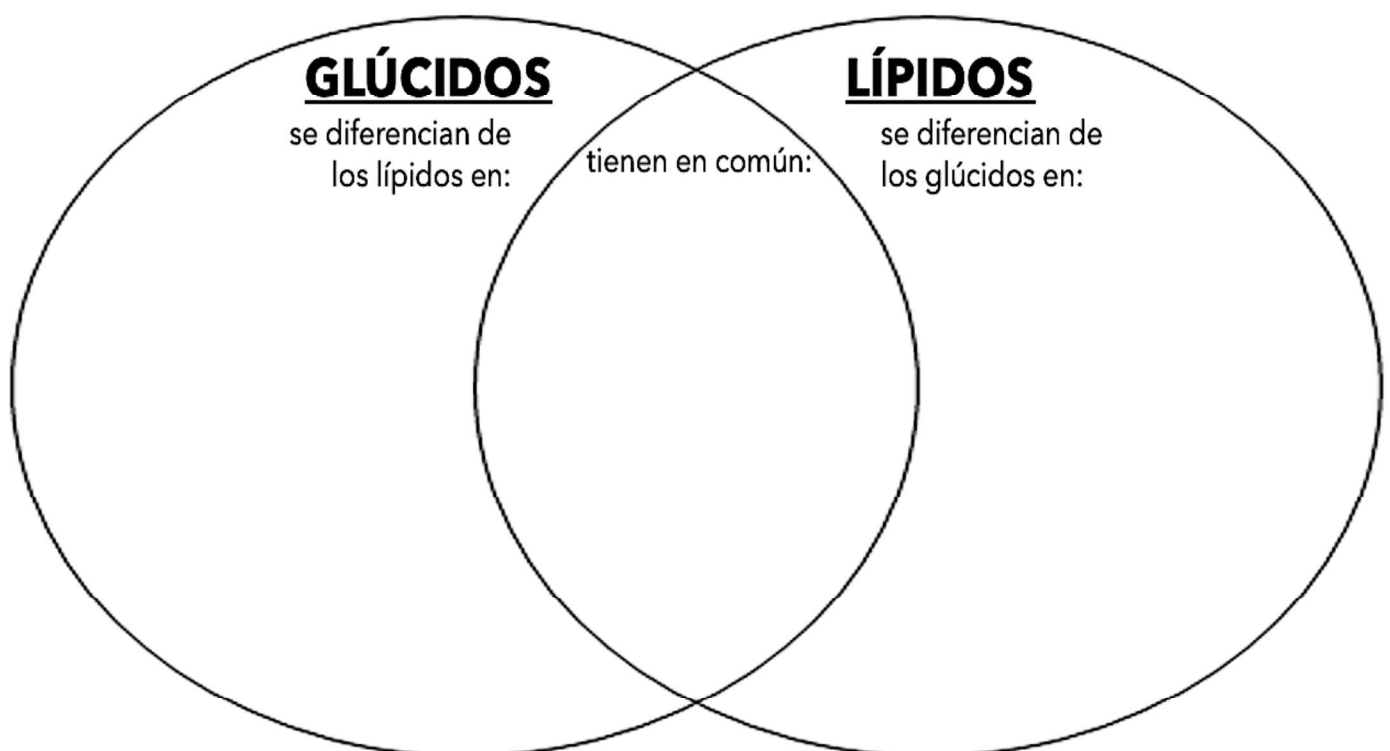 GLÚCIDOS
se diferencian de
los lípidos en:
tienen en común:
LÍPIDOS
se diferencian de
los glúcidos en: